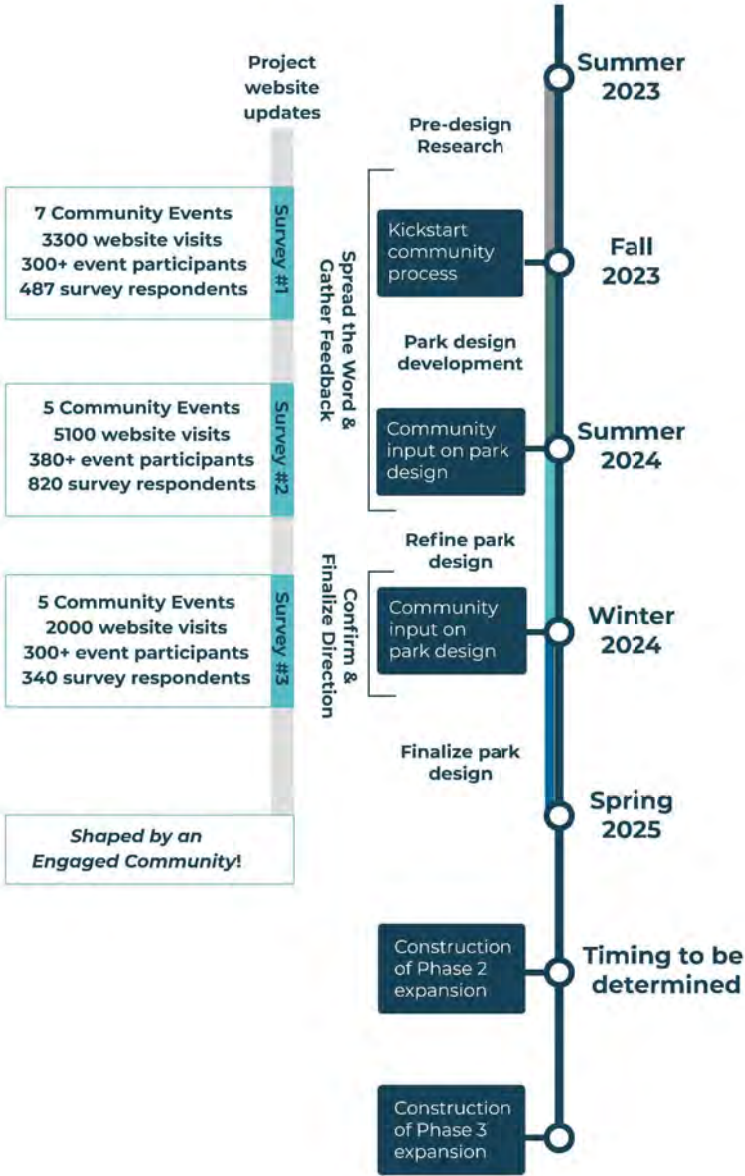 Project
website
updates
Summer
2023
Pre-design
Research
7 Community Events
3300 website visits
300+ event participants
487 survey respondents
Survey #1
Spread the Word &
Gather Feedback
Kickstart
community
process
Fall
2023
Park design
development
5 Community Events
5100 website visits
380+ event participants
820 survey respondents
Survey #2
Community
input on park
design
Summer
2024
Refine park
design
5 Community Events
2000 website visits
300+ event participants
340 survey respondents
Survey #3
Confirm &
Finalize Direction
Community
input on
park design
Winter
2024
Finalize park
design
Spring
2025
Shaped by an
Engaged Community!
Construction
of Phase 2
expansion
Timing to be
determined
Construction
of Phase 3
expansion